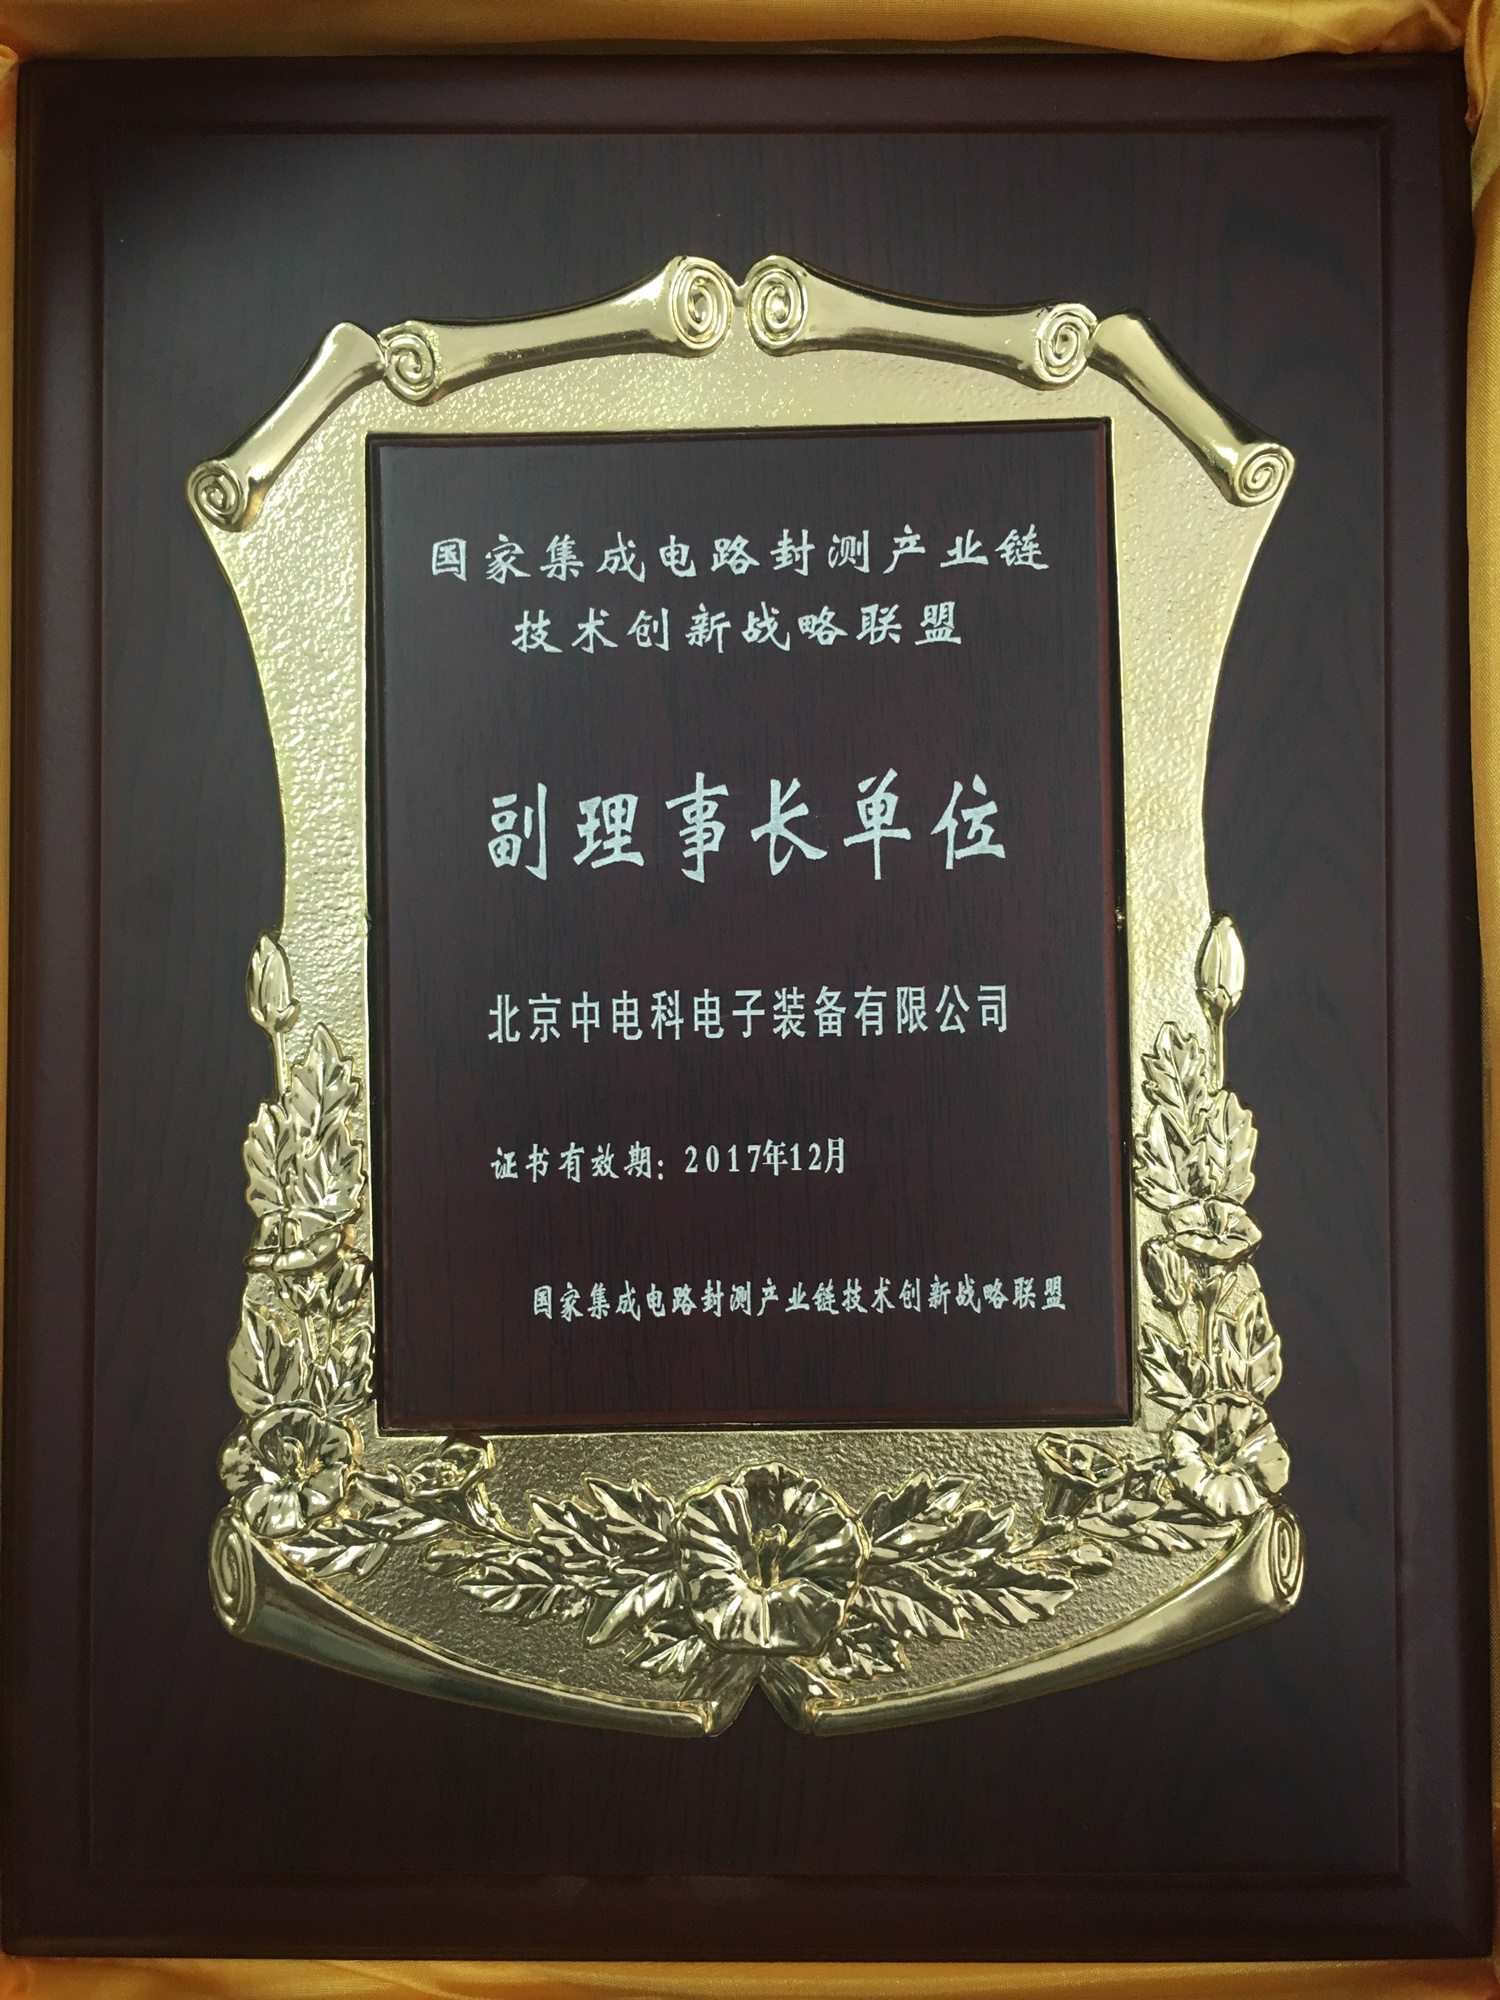 国家集成电路封测产业链
技术创新战略联盟
副理事长单位
北京中电科电子装备有限公司
证书有效期：2017年12月
国家集成电路封测产业链技术创新战略联盟